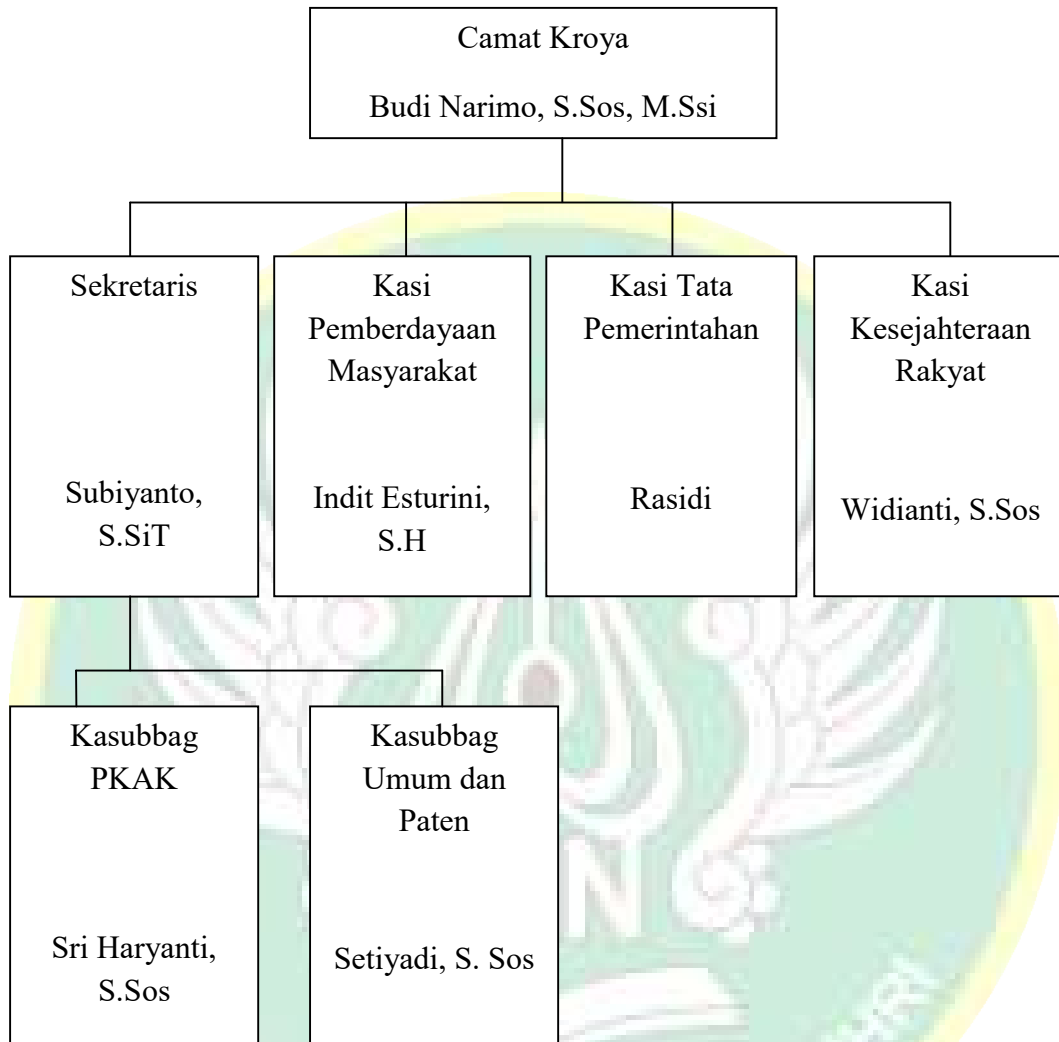 Camat Kroya
Budi Narimo, S.Sos, M.Ssi
Sekretaris
Subiyanto,
S.SiT
Kasi
Pemberdayaan
Masyarakat
Indit Esturini,
S.H
Kasi Tata
Pemerintahan
Rasidi
Kasi
Kesejahteraan
Rakyat
Widianti, S.Sos
Kasubbag
PKAK
Sri Haryanti,
S.Sos
Kasubbag
Umum dan
Paten
Setiyadi, S. Sos